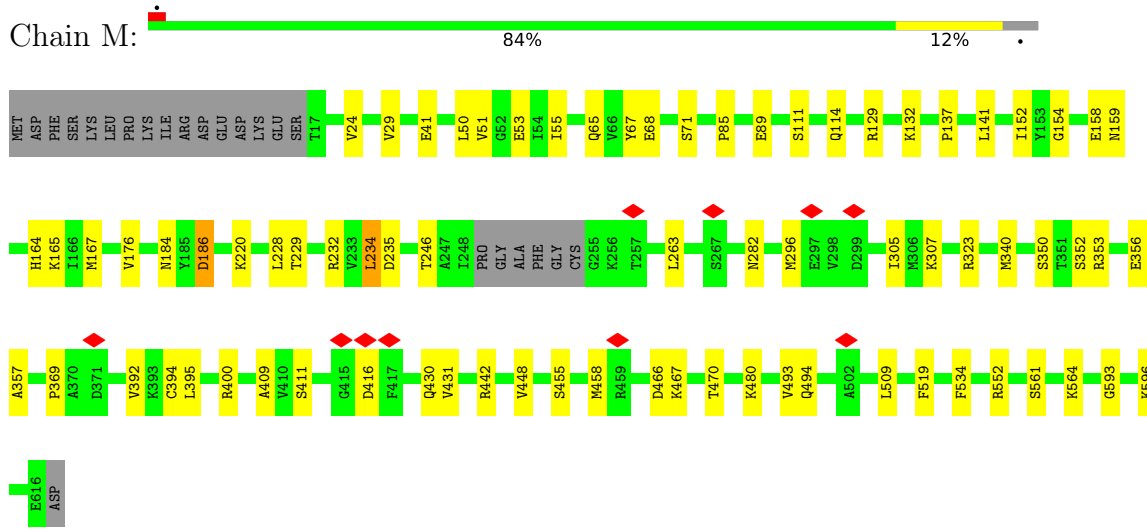 Chain M:
84% 12%
MET ASP PHE SER LYS LEU PRO LYS ILE ARG ASP GLU ASP LYS GLU SER T17 V24 V29 E41 L50 V51 G52 E53 I54 I55 Q65 V66 Y67 E68 S71 P85 E89 S111 Q114 R129 K132 P137 L141 I152 Y153 G154 E158 N159
H164 K165 I166 M167 V176 N184 Y185 D186 K220 L228 T229 R232 V233 L234 D235 T246 A247 I248 PRO GLY ALA PHE GLY CYS G255 K256 T257 L263 S267 N282 M296 E297 V298 D299 I305 M306 K307 R323 M340 S350 T351 S352 R353 E356
A357 P369 A370 D371 V392 K393 C394 L395 R400 A409 V410 S411 G415 D416 F417 Q430 V431 R442 V448 S455 M458 R459 D466 K467 T470 K480 V493 Q494 A502 L509 F519 F534 R552 S561 K564 G593 K596
E616 ASP